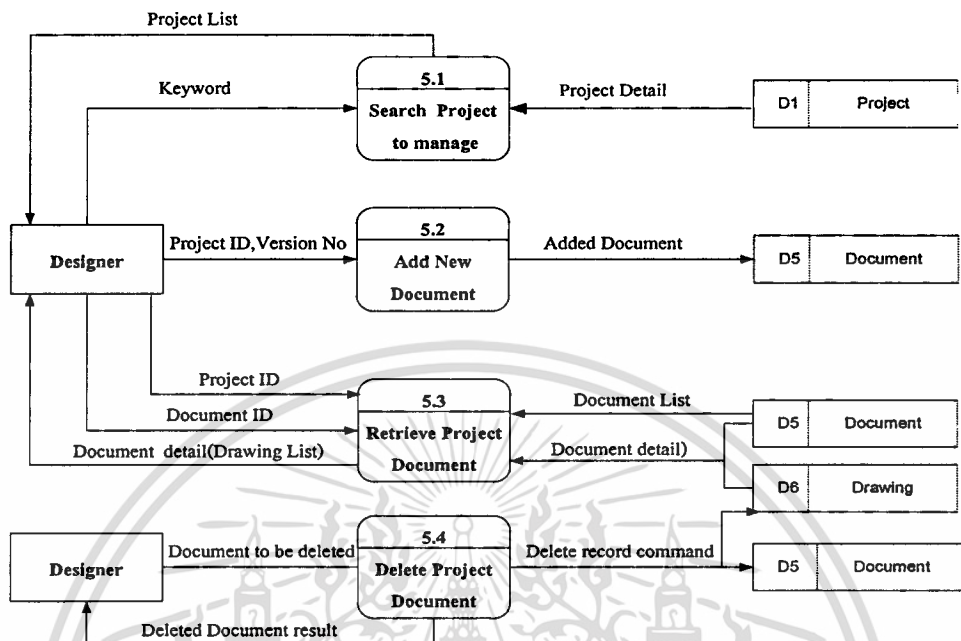 Project List
5.1
Keyword
Project Detail
D1 Project
Search Project
to manage
5.2
Project ID,Version No
Added Document
D5 Document
Designer
Add New
Document
Project ID
5.3
Document List
Document ID
D5 Document
Retrieve Project
Document detail(Drawing List)
Document
Document detail)
D6 Drawing
5.4
Document to be deleted
Delete record command
Designer
Delete Project
D5 Document
Document
Deleted Document result